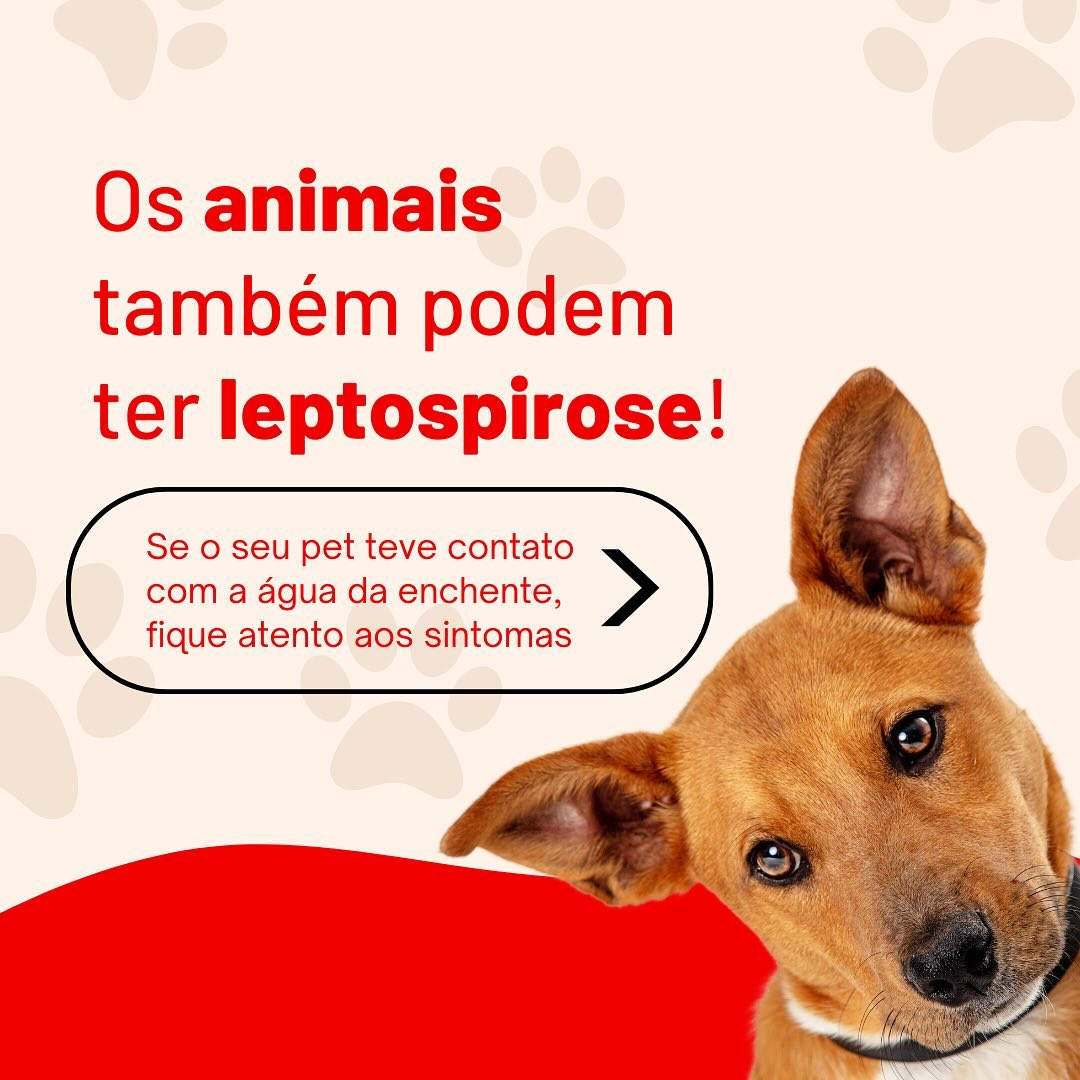 Os animais
também podem
ter leptospirose!
Se o seu pet teve contato
com a água da enchente,
fique atento aos sintomas